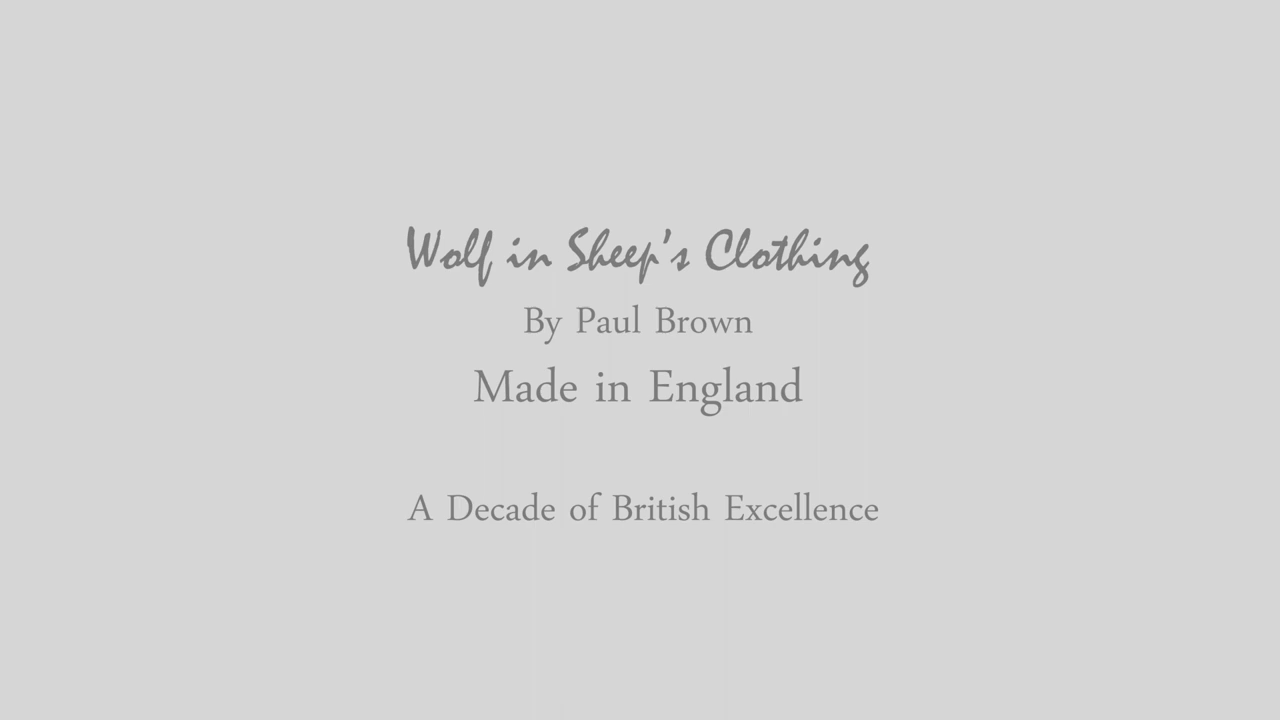 Wolf in Sheep's Clothing
By Paul Brown
Made in England
A Decade of British Excellence